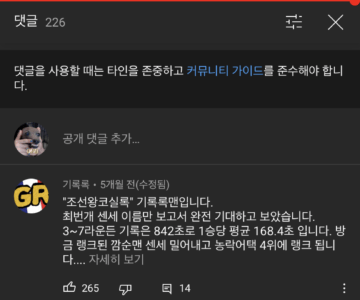 댓글 226
댓글을 사용할 때는 타인을 존중하고 커뮤니티 가이드를 준수해야 합니
다.
공개 댓글 추가...
기록록 • 5개월 전(수정됨)
GR
"조선왕코실록" 기록록맨입니다.
최번개 센세 이름만 보고서 완전 기대하고 보았습니다.
3~7라운든 기록은 842초로 1승당 평균 168.4초 입니다. 방
금 랭크된 깜순맨 센세 밀어내고 농락어택 4위에 랭크 됩니
다.... 자세히 보기
265 14